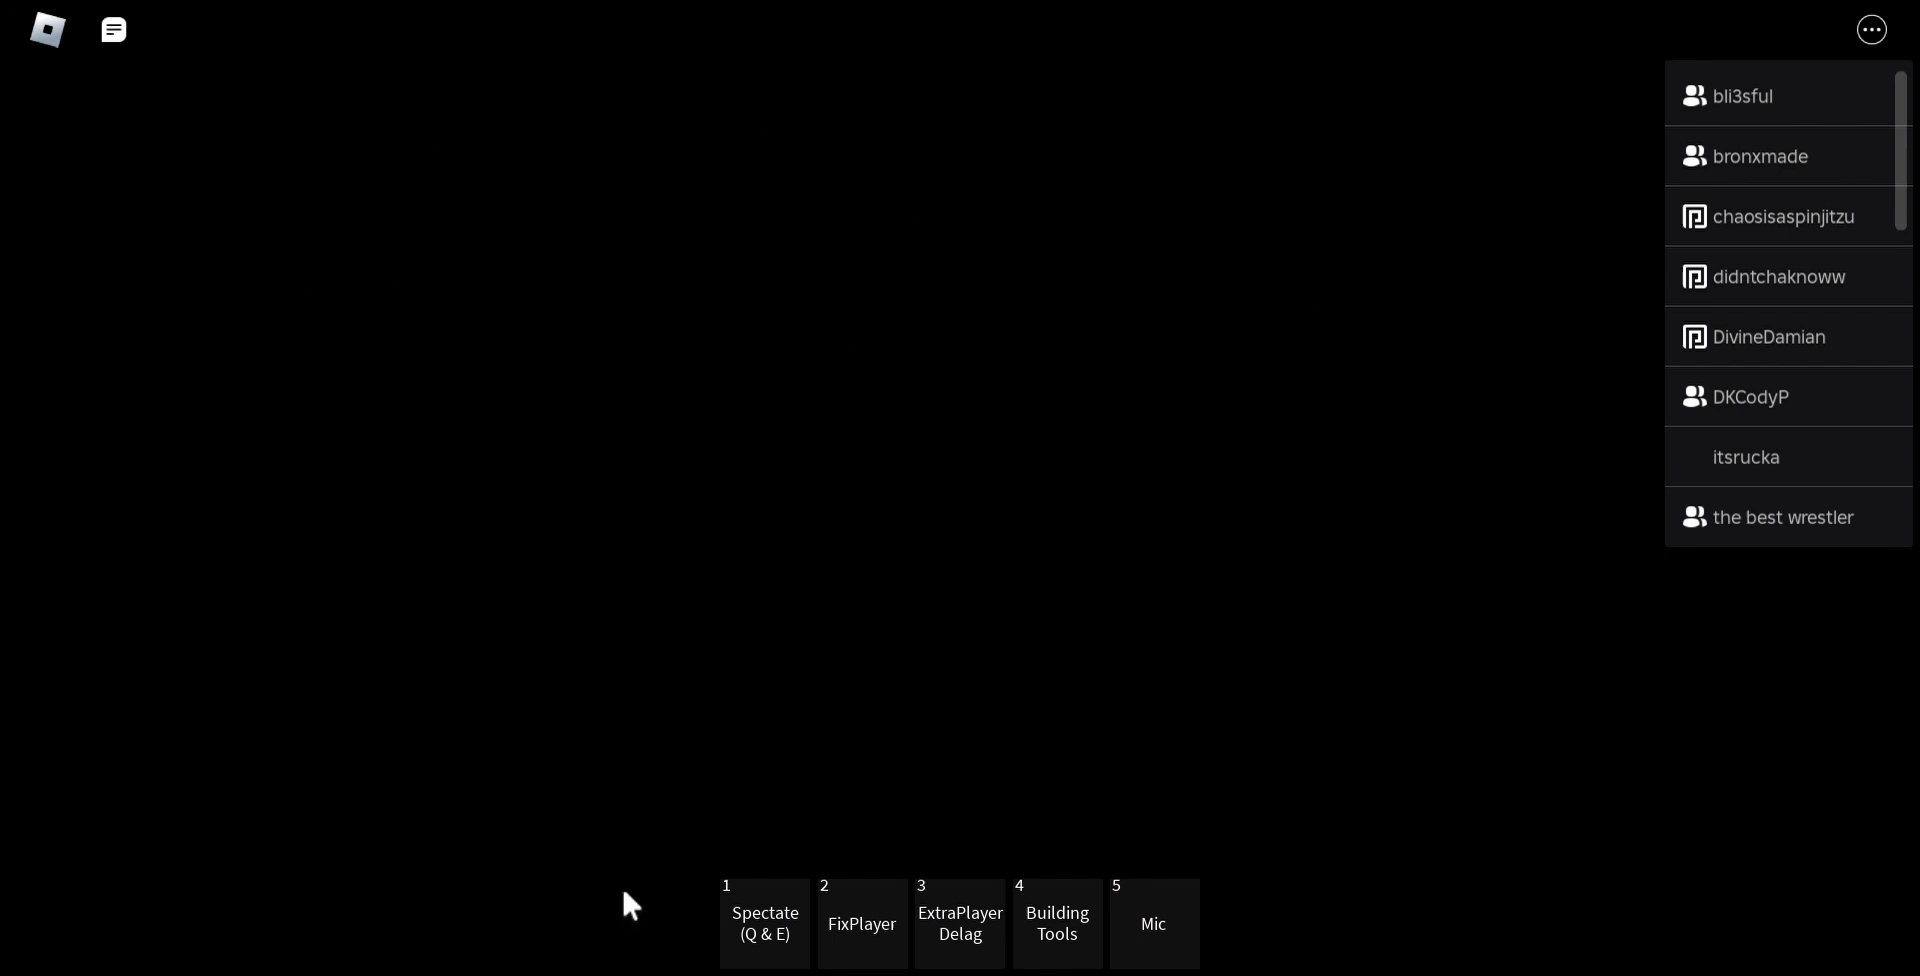 bli3sful
bronxmade
chaosisaspinjitzu
didntchaknoww
DivineDamian
DKCodyP
itsrucka
the best wrestler
1
Spectate
(Q & E)
2
FixPlayer
3
ExtraPlayer
Delag
4
Building
Tools
5
Mic